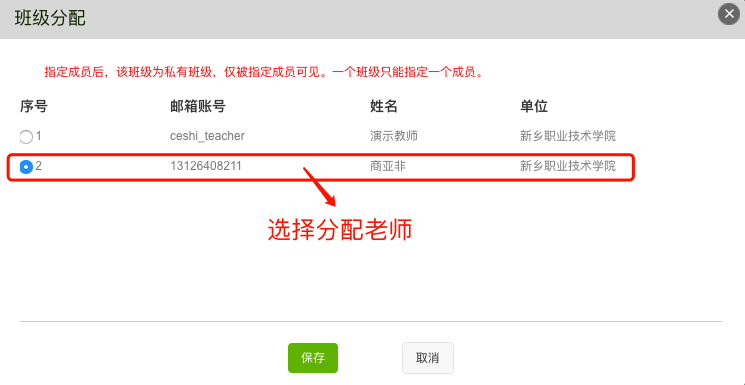 班级分配
指定成员后，该班级为私有班级，仅被指定成员可见。一个班级只能指定一个成员。
序号 邮箱账号 姓名 单位
1 ceshi_teacher 演示教师 新乡职业技术学院
2 13126408211 商亚非 新乡职业技术学院
选择分配老师
保存 取消